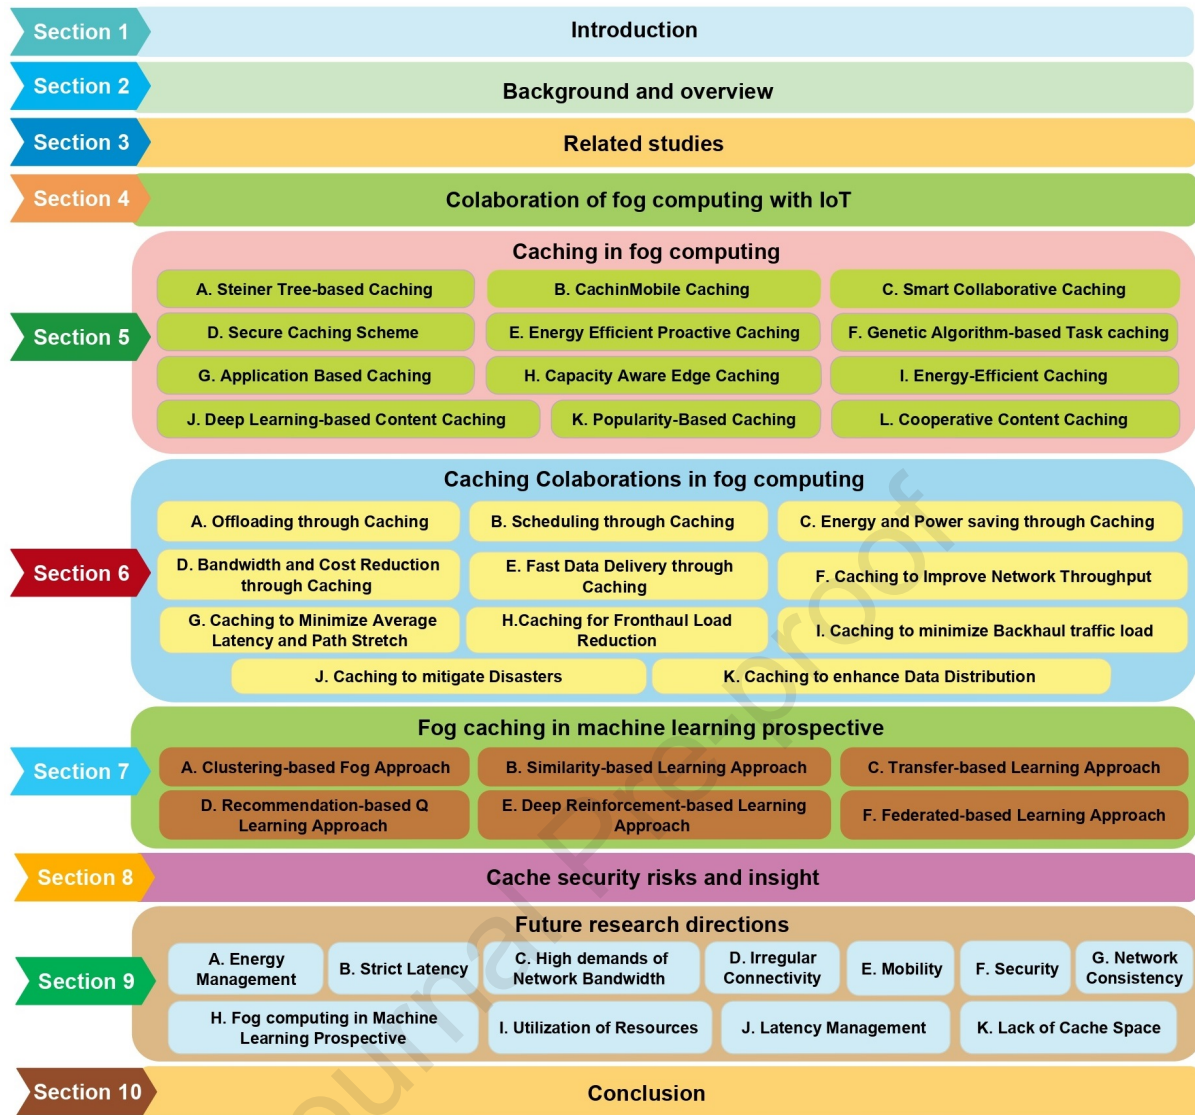 Section 1
Introduction
Section 2
Background and overview
Section 3
Related studies
Section 4
Colaboration of fog computing with IoT
Section 5
Caching in fog computing
A. Steiner Tree-based Caching
B. CachinMobile Caching
C. Smart Collaborative Caching
D. Secure Caching Scheme
E. Energy Efficient Proactive Caching
F. Genetic Algorithm-based Task caching
G. Application Based Caching
H. Capacity Aware Edge Caching
I. Energy-Efficient Caching
J. Deep Learning-based Content Caching
K. Popularity-Based Caching
L. Cooperative Content Caching
Section 6
Caching Colaborations in fog computing
A. Offloading through Caching
B. Scheduling through Caching
C. Energy and Power saving through Caching
D. Bandwidth and Cost Reduction
through Caching
E. Fast Data Delivery through
Caching
F. Caching to Improve Network Throughput
G. Caching to Minimize Average
Latency and Path Stretch
H.Caching for Fronthaul Load
Reduction
I. Caching to minimize Backhaul traffic load
J. Caching to mitigate Disasters
K. Caching to enhance Data Distribution
Section 7
Fog caching in machine learning prospective
A. Clustering-based Fog Approach
B. Similarity-based Learning Approach
C. Transfer-based Learning Approach
D. Recommendation-based Q
Learning Approach
E. Deep Reinforcement-based Learning
Approach
F. Federated-based Learning Approach
Section 8
Cache security risks and insight
Section 9
Future research directions
A. Energy
Management
B. Strict Latency
C. High demands of
Network Bandwidth
D. Irregular
Connectivity
E. Mobility
F. Security
G. Network
Consistency
H. Fog computing in Machine
Learning Prospective
I. Utilization of Resources
J. Latency Management
K. Lack of Cache Space
Section 10
Conclusion
Journal Pre-proof